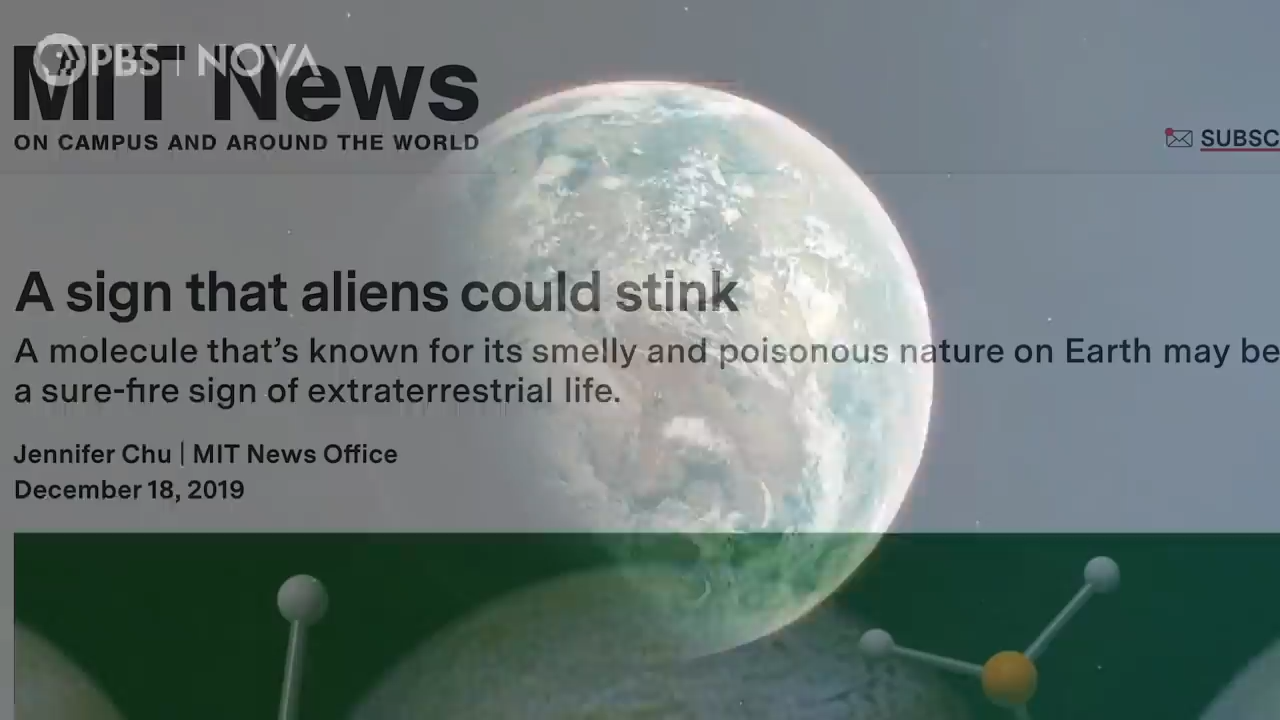 PBS NOVA
MIT News
ON CAMPUS AND AROUND THE WORLD
SUBSC
A sign that aliens could stink
A molecule that’s known for its smelly and poisonous nature on Earth may be
a sure-fire sign of extraterrestrial life.
Jennifer Chu | MIT News Office
December 18, 2019